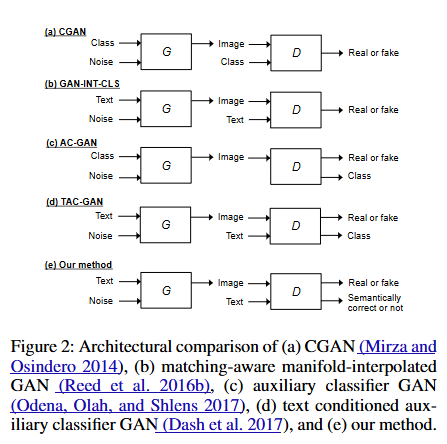 (a) CGAN
Class
Noise
G
Image
Class
D
Real or fake
(b) GAN-INT-CLS
Text
Noise
G
Image
Text
D
Real or fake
(c) AC-GAN
Class
Noise
G
Image
D
Real or fake
Class
(d) TAC-GAN
Text
Noise
G
Image
Text
D
Real or fake
Class
(e) Our method
Text
Noise
G
Image
Text
D
Real or fake
Semantically
correct or not
Figure 2: Architectural comparison of (a) CGAN (Mirza and
Osindero 2014), (b) matching-aware manifold-interpolated
GAN (Reed et al. 2016b), (c) auxiliary classifier GAN
(Odena, Olah, and Shlens 2017), (d) text conditioned aux-
iliary classifier GAN (Dash et al. 2017), and (e) our method.